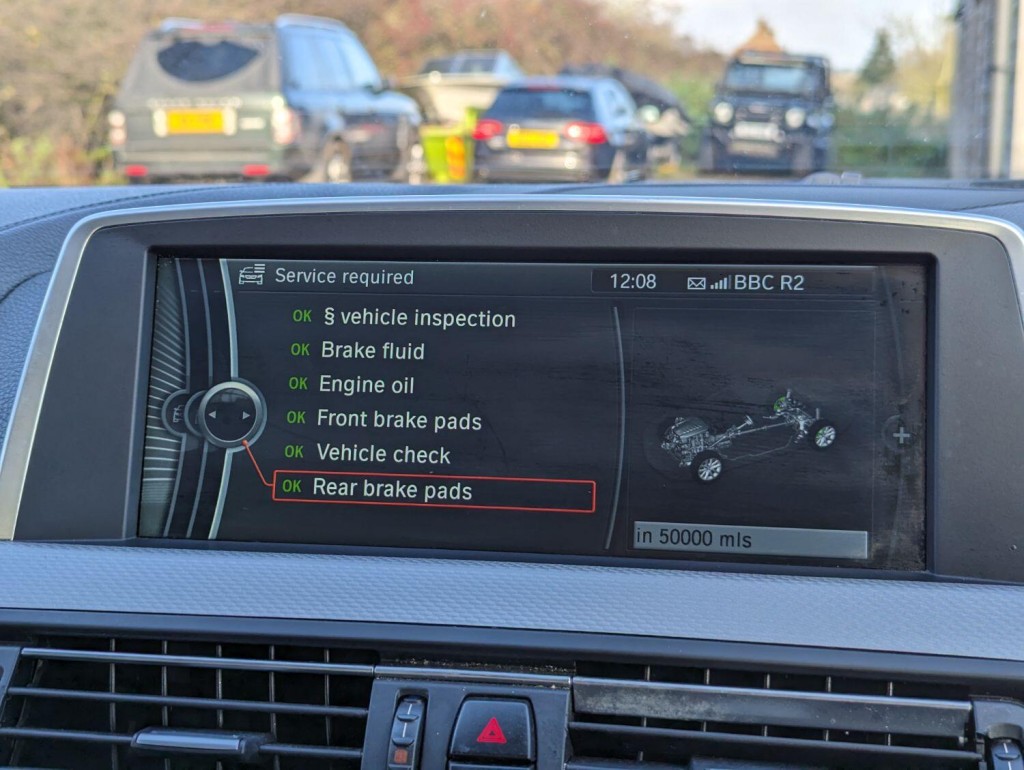 Service required
12:08
BBC R2
OK § vehicle inspection
OK Brake fluid
OK Engine oil
OK Front brake pads
OK Vehicle check
OK Rear brake pads
in 50000 mls